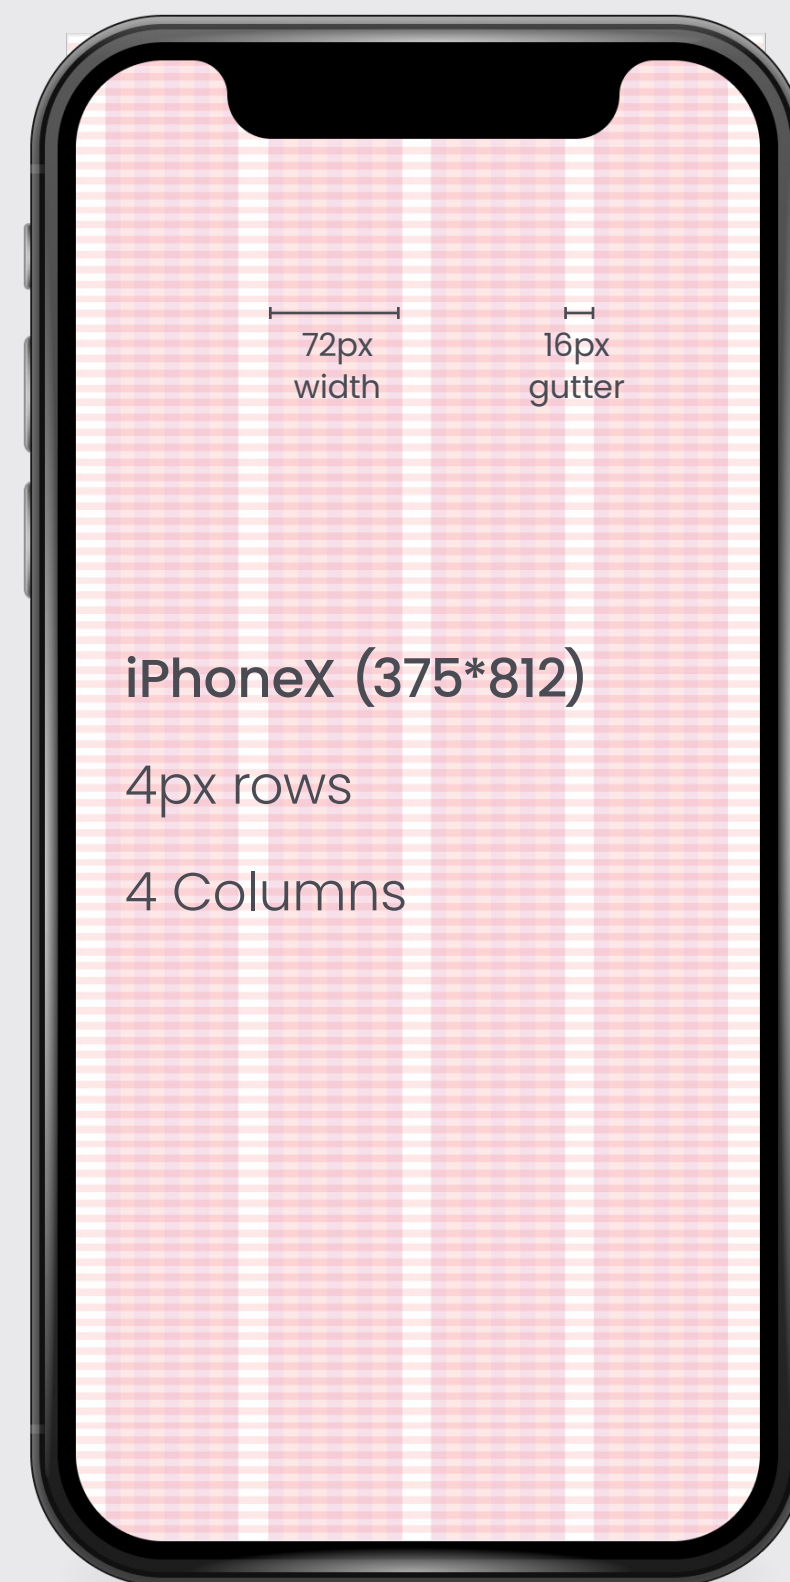 72px
width
16px
gutter
iPhoneX (375*812)
4px rows
4 Columns